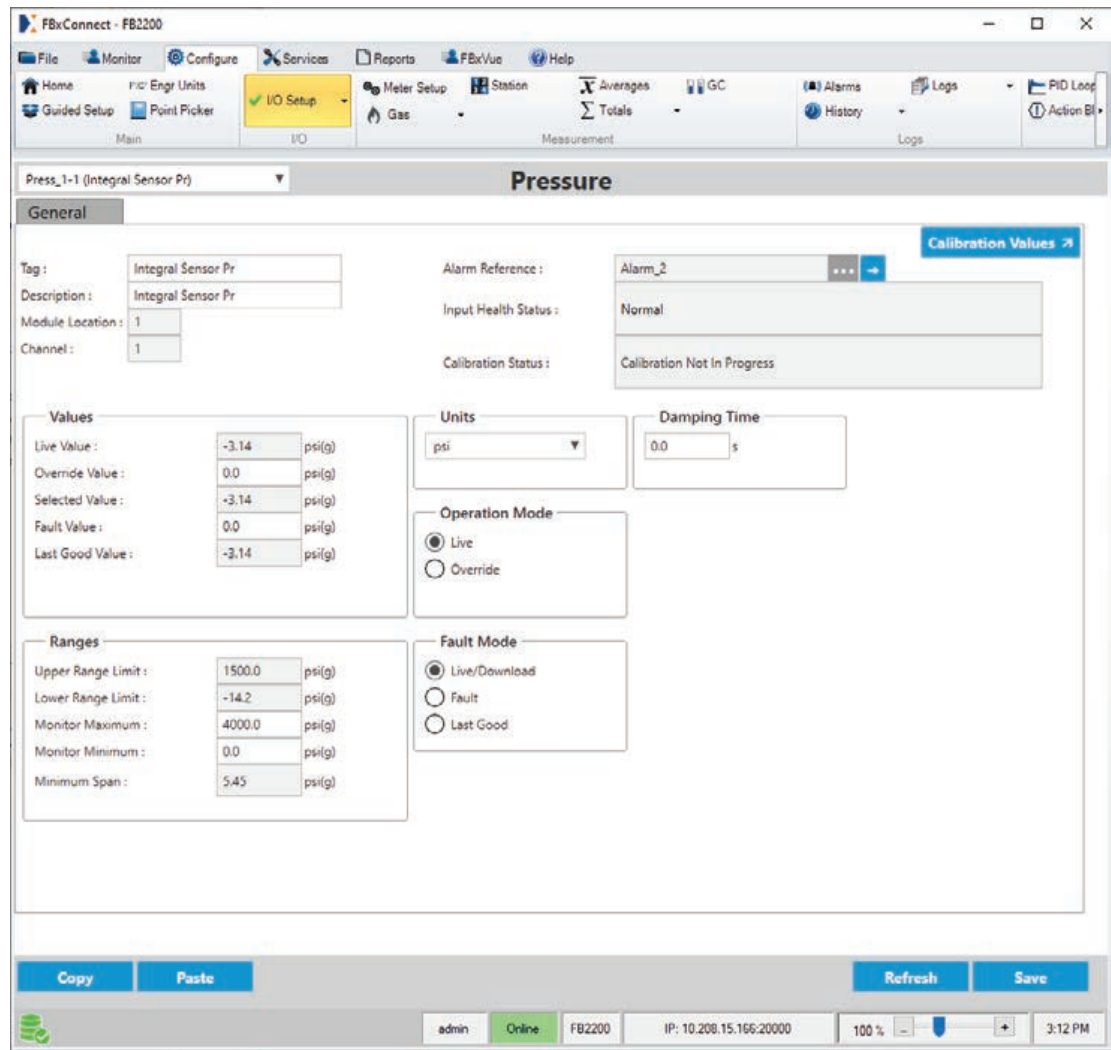 FBxConnect - FB2200
File Monitor Configure Services Reports FBxVue Help
Home Engr Units I/O Setup Meter Setup Station Averages GC Alarms Logs PID Loop
Guided Setup Point Picker Gas Totals History Action Bl
Main I/O Measurement Logs
Press_1-1 (Integral Sensor Pr) Pressure
General
Calibration Values
Tag : Integral Sensor Pr Alarm Reference : Alarm_2 ...
Description : Integral Sensor Pr Input Health Status : Normal
Module Location : 1
Channel : 1 Calibration Status : Calibration Not In Progress
Values Units Damping Time
Live Value : -3.14 psi(g) psi 0.0 s
Override Value : 0.0 psi(g)
Selected Value : -3.14 psi(g) Operation Mode
Fault Value : 0.0 psi(g) Live
Last Good Value : -3.14 psi(g) Override
Ranges Fault Mode
Upper Range Limit : 1500.0 psi(g) Live/Download
Lower Range Limit : -14.2 psi(g) Fault
Monitor Maximum : 4000.0 psi(g) Last Good
Monitor Minimum : 0.0 psi(g)
Minimum Span : 5.45 psi(g)
Copy Paste Refresh Save
admin Online FB2200 IP: 10.208.15.166:20000 100 % - + 3:12 PM